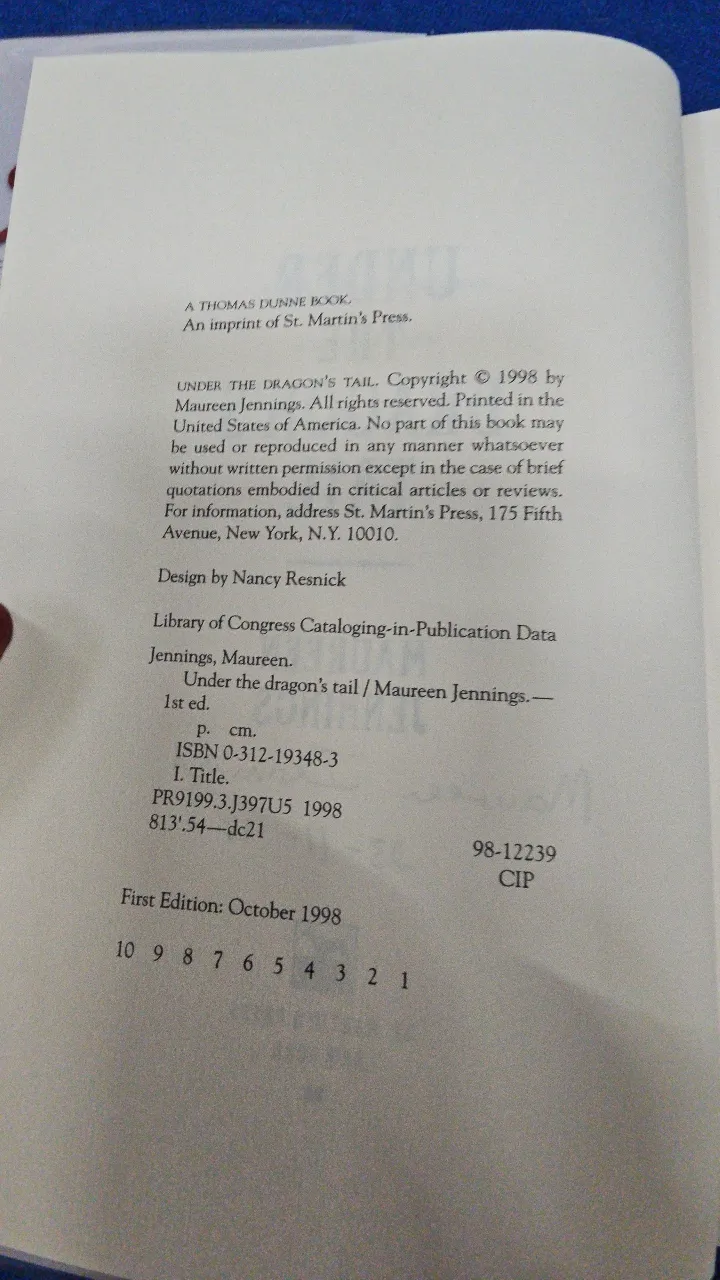 A THOMAS DUNNE BOOK.
An imprint of St. Martin's Press.
UNDER THE DRAGON'S TAIL. Copyright © 1998 by
Maureen Jennings. All rights reserved. Printed in the
United States of America. No part of this book may
be used or reproduced in any manner whatsoever
without written permission except in the case of brief
quotations embodied in critical articles or reviews.
For information, address St. Martin's Press, 175 Fifth
Avenue, New York, N.Y. 10010.
Design by Nancy Resnick
Library of Congress Cataloging-in-Publication Data
Jennings, Maureen.
Under the dragon's tail / Maureen Jennings.—
1st ed.
p. cm.
ISBN 0-312-19348-3
I. Title.
PR9199.3.J397U5 1998
813'.54—dc21
98-12239
CIP
First Edition: October 1998
10 9 8 7 6 5 4 3 2 1